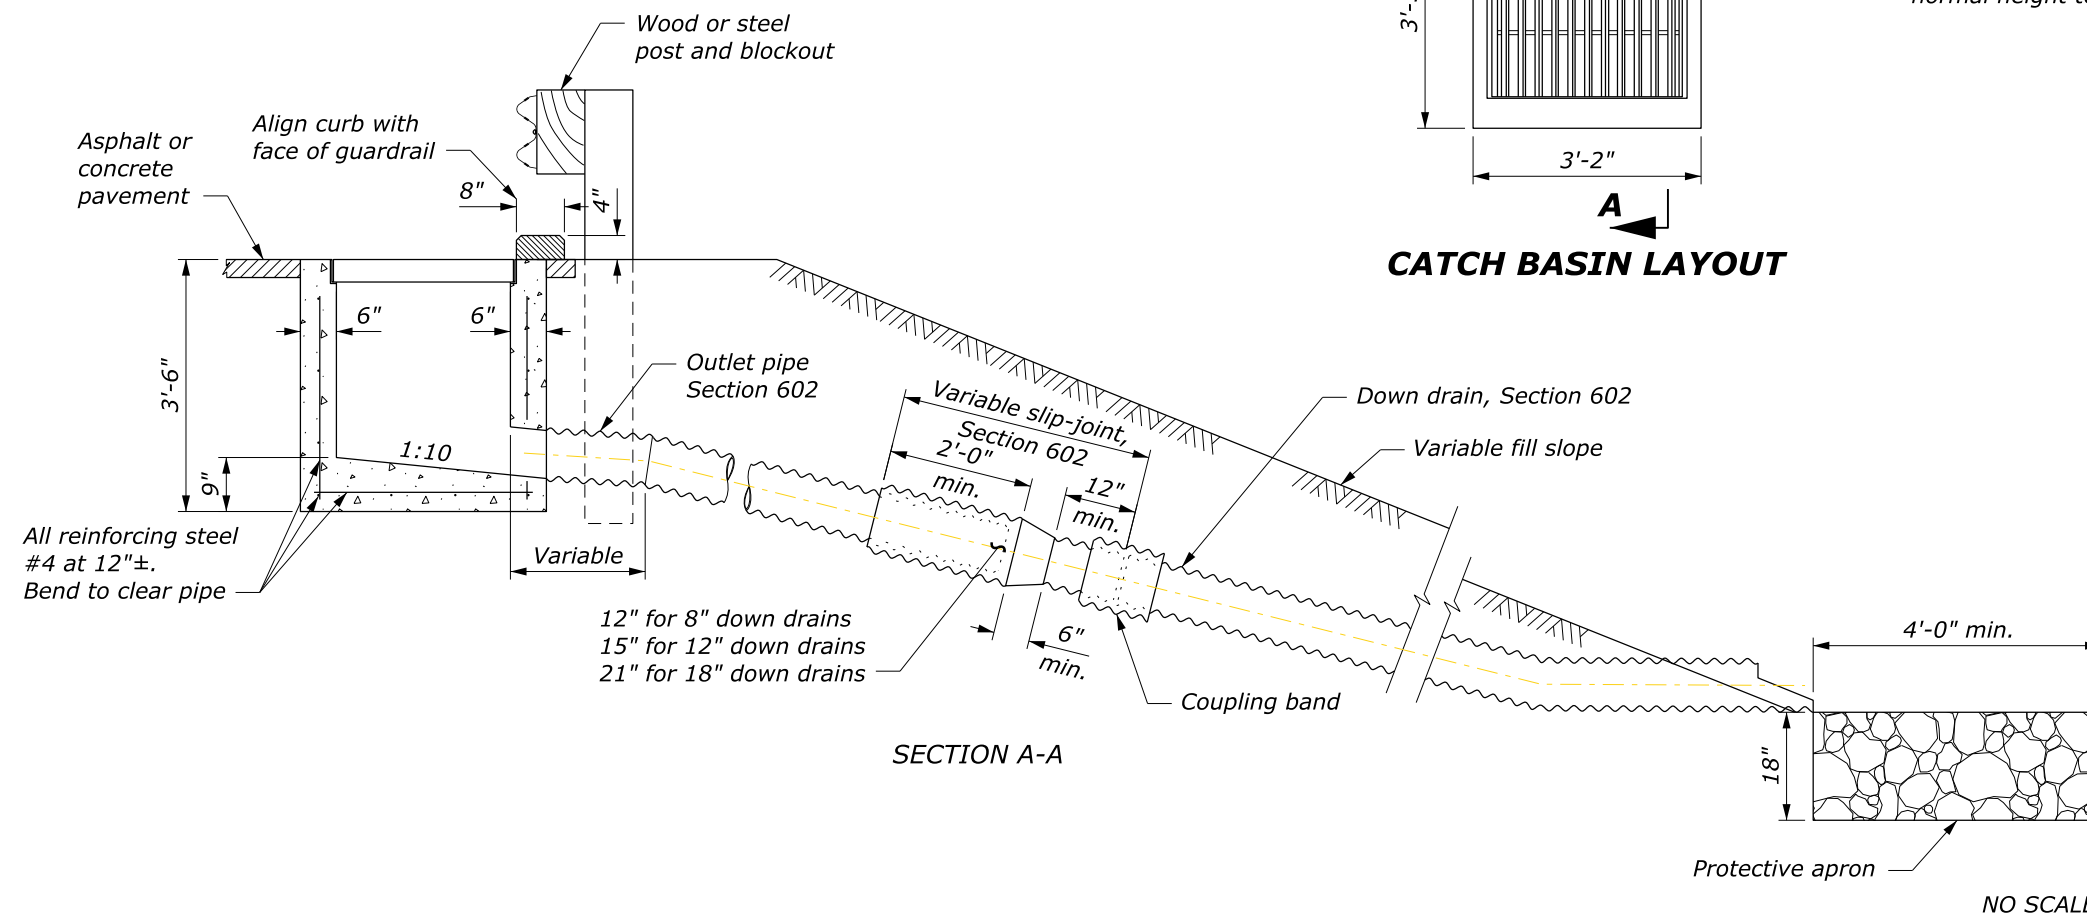 Wood or steel
post and blockout
Align curb with
face of guardrail
Asphalt or
concrete
pavement
8"
4"
3'-2"
A
CATCH BASIN LAYOUT
6"
6"
3'-6"
9"
1:10
Outlet pipe
Section 602
Variable slip-joint,
Section 602
2'-0"
min.
12"
min.
Down drain, Section 602
Variable fill slope
All reinforcing steel
#4 at 12"±.
Bend to clear pipe
Variable
12" for 8" down drains
15" for 12" down drains
21" for 18" down drains
6"
min.
Coupling band
4'-0" min.
18"
SECTION A-A
Protective apron